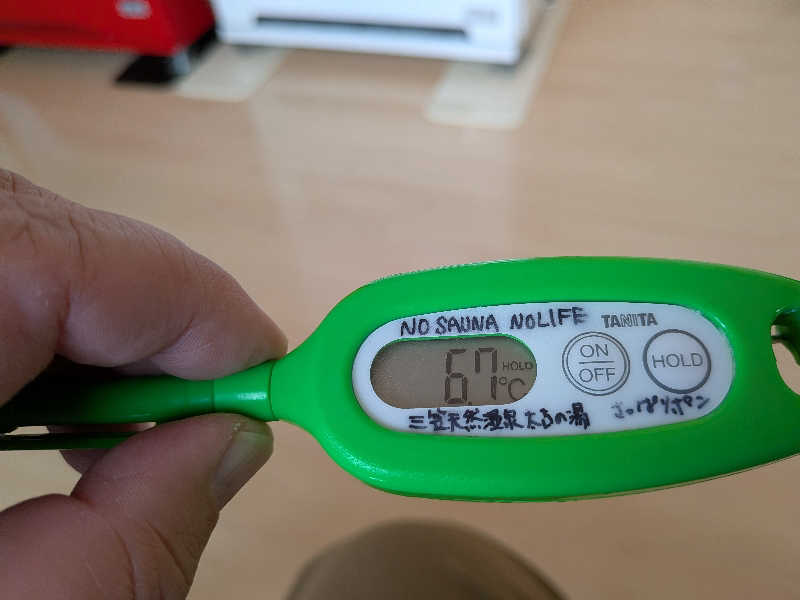 NO SAUNA NOLIFE
TANITA
6.7 HOLD
°C
ON
OFF
HOLD
三笠天然温泉太古の湯
さっぱりポン